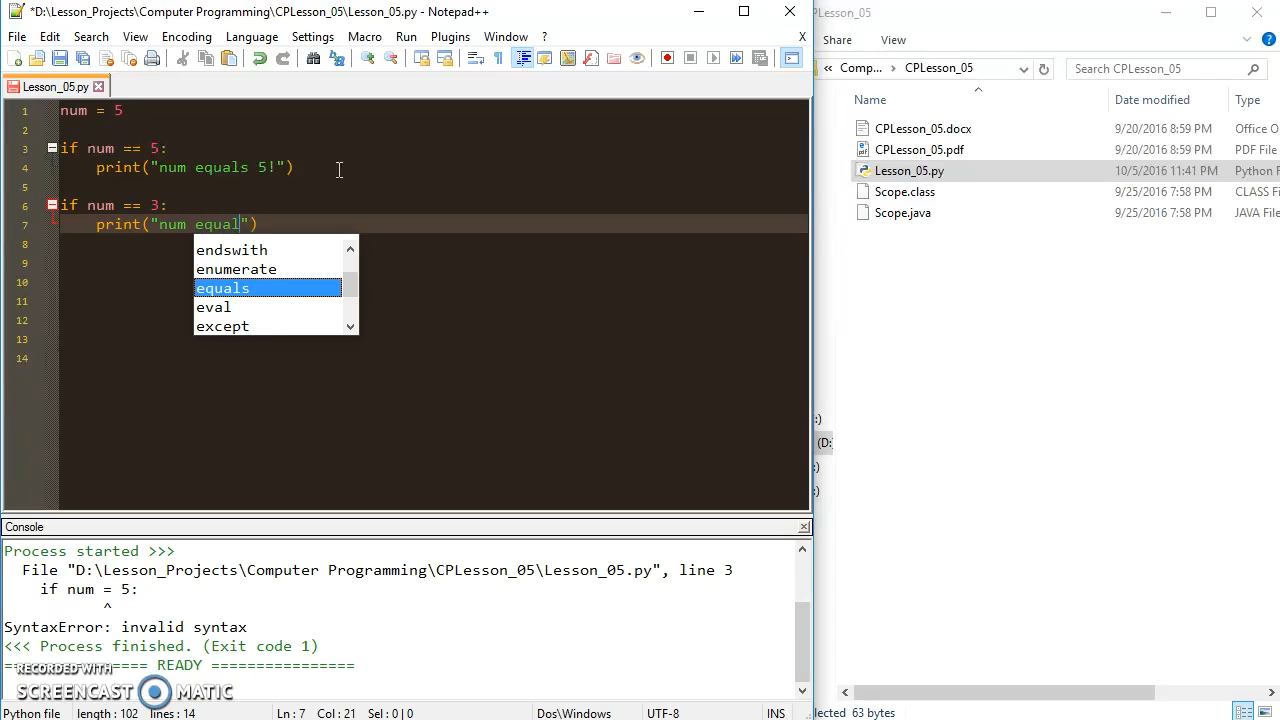 *D:\Lesson_Projects\Computer Programming\CPLesson_05\Lesson_05.py - Notepad++
File Edit Search View Encoding Language Settings Macro Run Plugins Window ? X
Lesson_05.py
1 num = 5
2
3 if num == 5:
4 print("num equals 5!")
5
6 if num == 3:
7 print("num equal")
8
9
10
11
12
13
14
endswith
enumerate
equals
eval
except
Console
Process started >>>
File "D:\Lesson_Projects\Computer Programming\CPLesson_05\Lesson_05.py", line 3
if num = 5:
^
SyntaxError: invalid syntax
<<< Process finished. (Exit code 1)
================ READY ================
RECORDED WITH
SCREENCAST MATIC
Python file length : 102 lines : 14 Ln : 7 Col : 21 Sel : 0 | 0 Dos\Windows UTF-8 INS
PLesson_05
Share View
« Comp... > CPLesson_05
Search CPLesson_05
Name Date modified Type
CPLesson_05.docx 9/20/2016 8:59 PM Office O
CPLesson_05.pdf 9/20/2016 8:59 PM PDF File
Lesson_05.py 10/5/2016 11:41 PM Python F
Scope.class 9/25/2016 7:58 PM CLASS Fi
Scope.java 9/25/2016 7:58 PM JAVA Fil
:)
(D:
:)
:)
elected 63 bytes